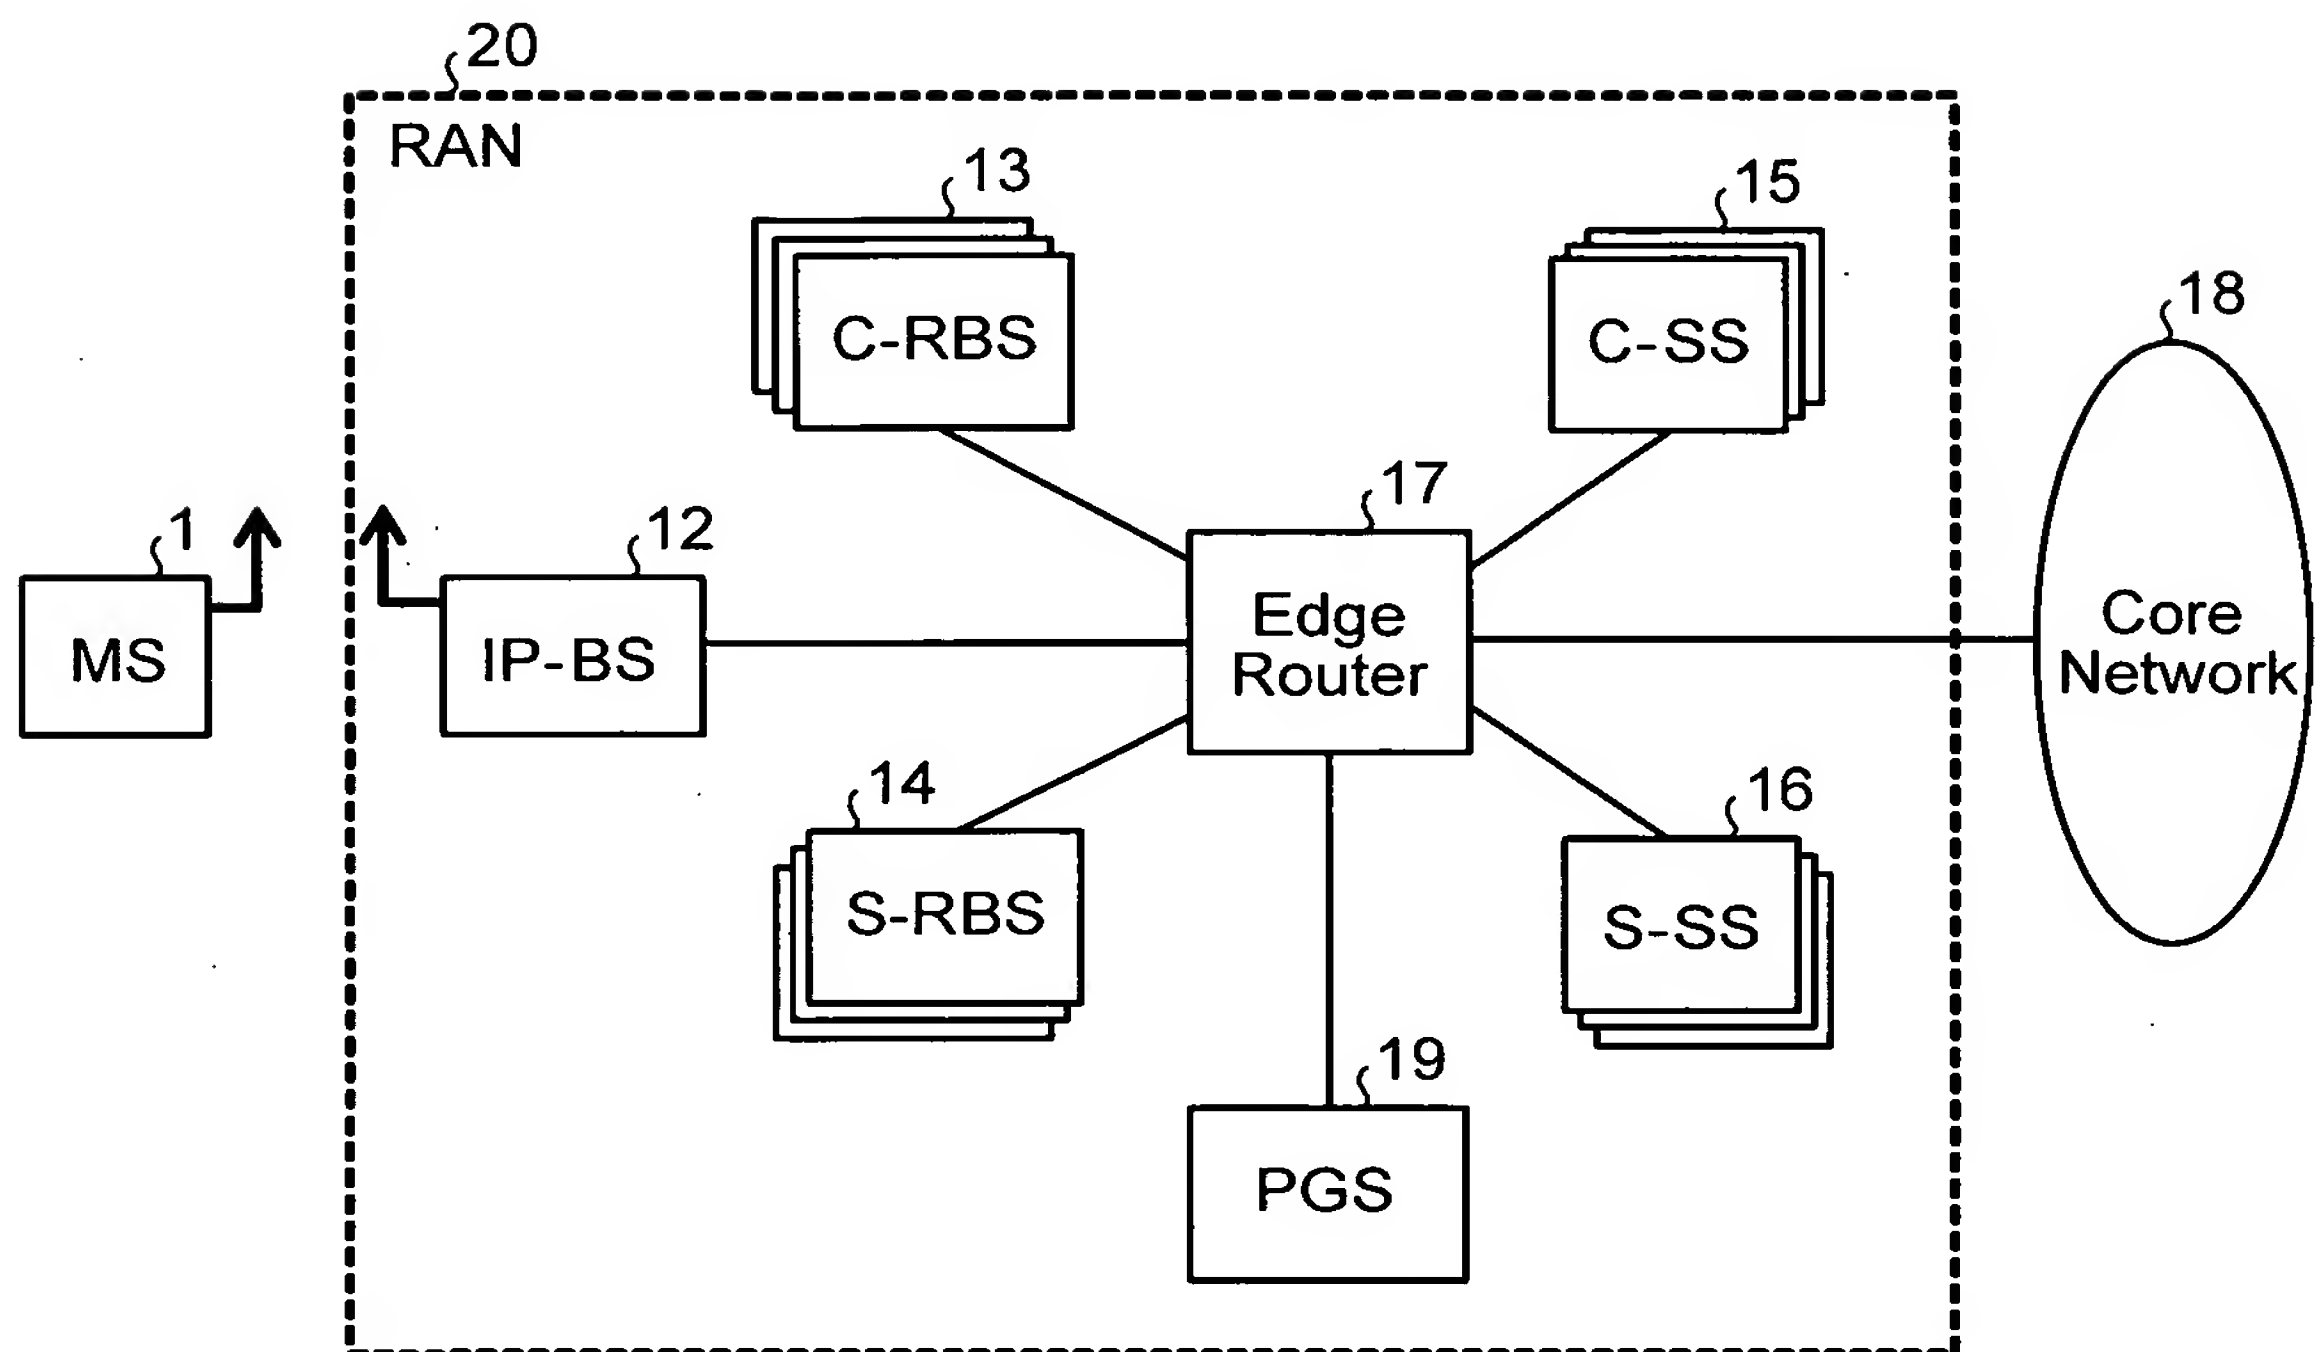 20
RAN
13
C-RBS
15
C-SS
18
Core
Network
17
Edge
Router
1
MS
12
IP-BS
14
S-RBS
16
S-SS
19
PGS